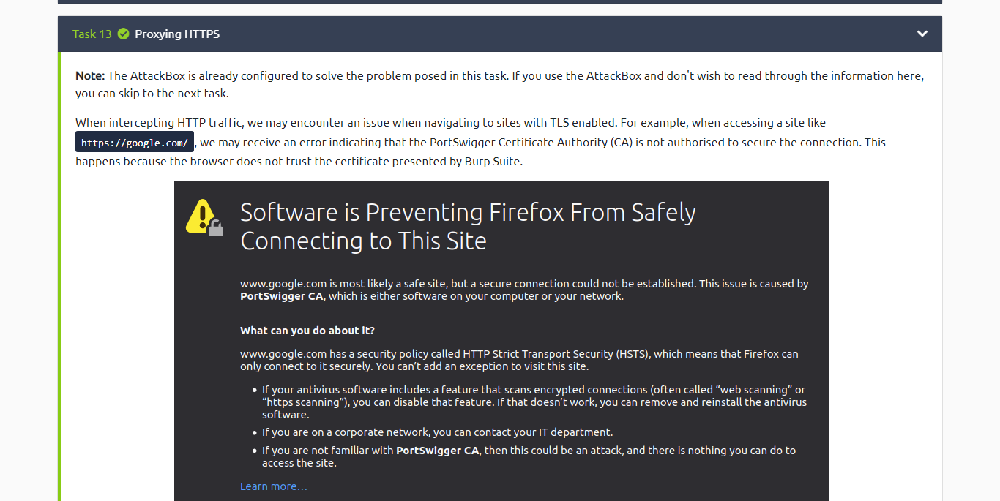 Task 13 Proxying HTTPS
Note: The AttackBox is already configured to solve the problem posed in this task. If you use the AttackBox and don't wish to read through the information here,
you can skip to the next task.
When intercepting HTTP traffic, we may encounter an issue when navigating to sites with TLS enabled. For example, when accessing a site like
https://google.com/, we may receive an error indicating that the PortSwigger Certificate Authority (CA) is not authorised to secure the connection. This
happens because the browser does not trust the certificate presented by Burp Suite.
Software is Preventing Firefox From Safely
Connecting to This Site
www.google.com is most likely a safe site, but a secure connection could not be established. This issue is caused by
PortSwigger CA, which is either software on your computer or your network.
What can you do about it?
www.google.com has a security policy called HTTP Strict Transport Security (HSTS), which means that Firefox can
only connect to it securely. You can’t add an exception to visit this site.
• If your antivirus software includes a feature that scans encrypted connections (often called “web scanning” or
“https scanning”), you can disable that feature. If that doesn’t work, you can remove and reinstall the antivirus
software.
• If you are on a corporate network, you can contact your IT department.
• If you are not familiar with PortSwigger CA, then this could be an attack, and there is nothing you can do to
access the site.
Learn more…